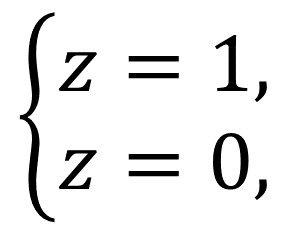 z = 1,
z = 0,